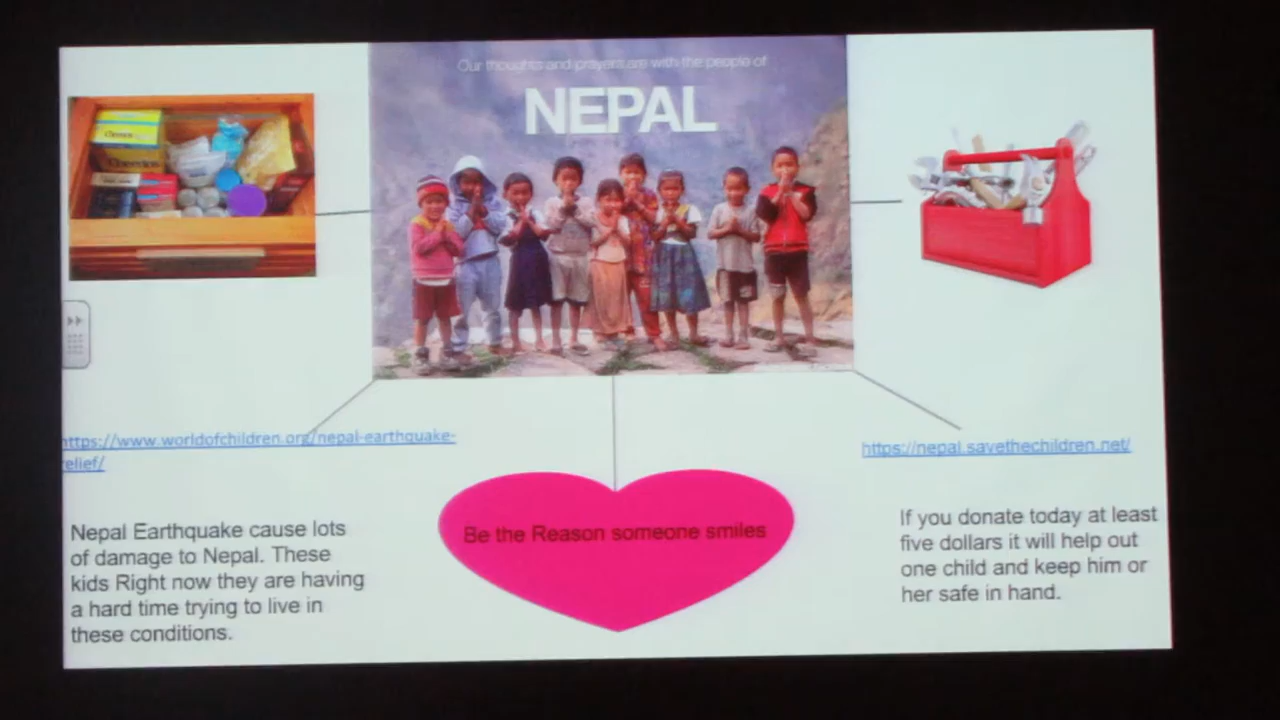 Our thoughts and prayers are with the people of
NEPAL
Cheerios
https://www.worldofchildren.org/nepal-earthquake-
relief/
https://nepal.savethechildren.net/
Nepal Earthquake cause lots
of damage to Nepal. These
kids Right now they are having
a hard time trying to live in
these conditions.
Be the Reason someone smiles
If you donate today at least
five dollars it will help out
one child and keep him or
her safe in hand.